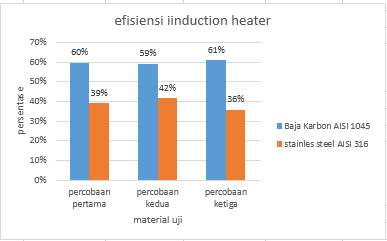 efisiensi iinduction heater
70%
60%
50%
40%
30%
20%
10%
0%
persentase
60%
39%
59%
42%
61%
36%
percobaan
pertama
percobaan
kedua
percobaan
ketiga
material uji
Baja Karbon AISI 1045
stainles steel AISI 316